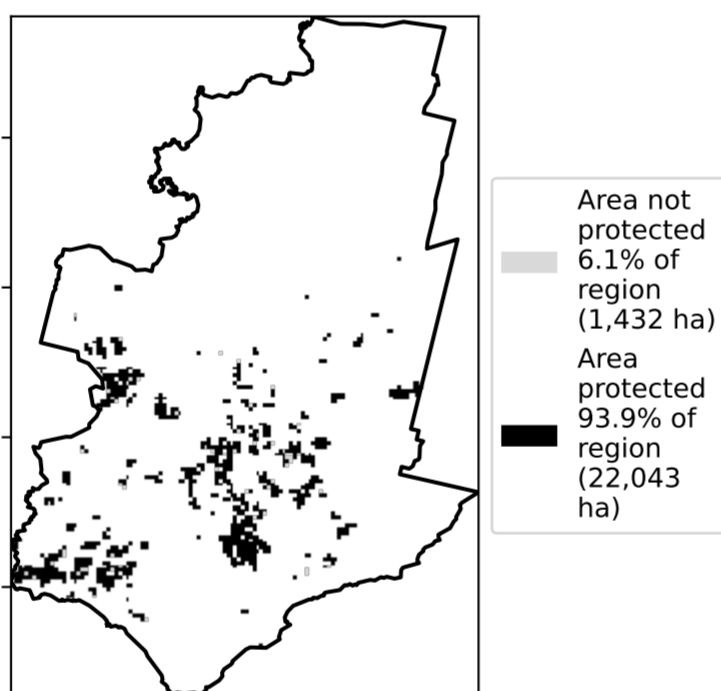 Area not
protected
6.1% of
region
(1,432 ha)
Area
protected
93.9% of
region
(22,043
ha)